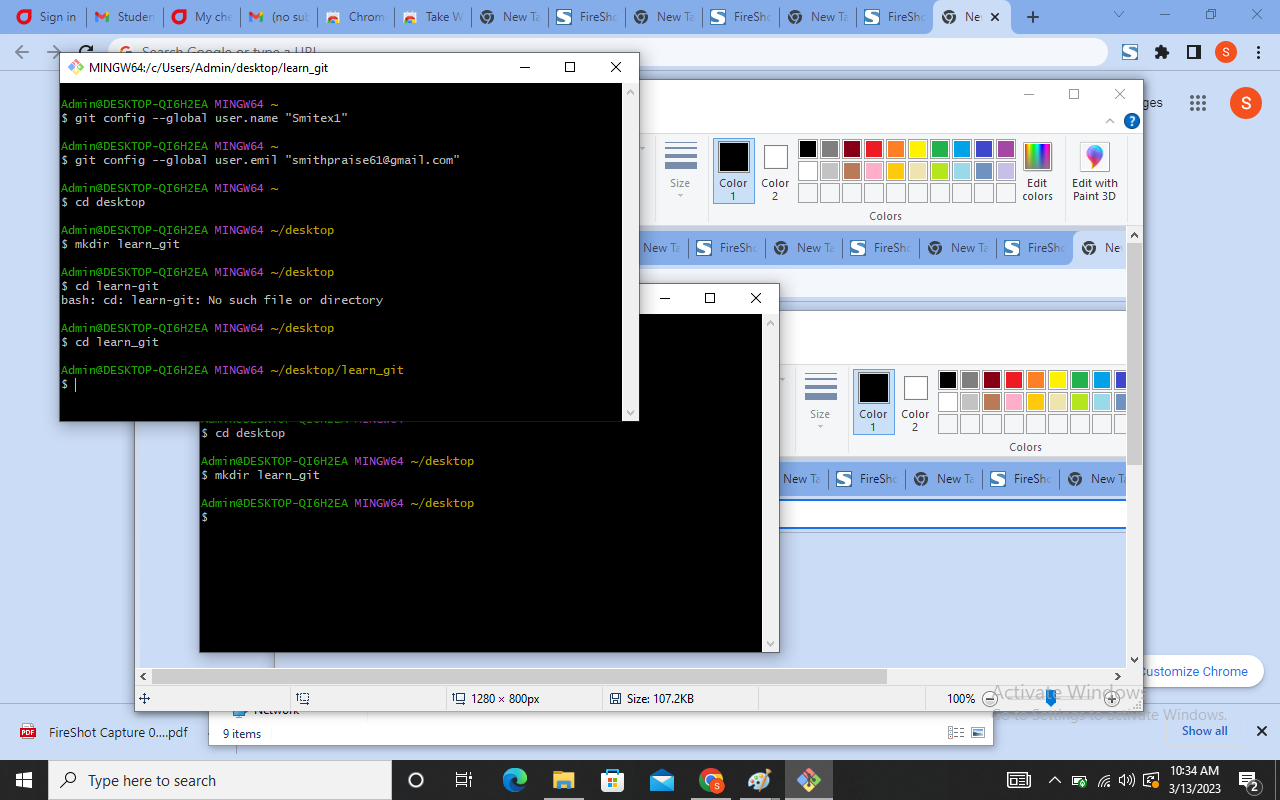 Sign in
Studen
My che
(no sub
Chrom
Take W
New Ta
FireSho
New Ta
FireSho
New Ta
FireSho
Ne
Search Google or type a URL
S
MINGW64:/c/Users/Admin/desktop/learn_git
ges
S
Admin@DESKTOP-QI6H2EA MINGW64 ~
$ git config --global user.name "Smitex1"
Admin@DESKTOP-QI6H2EA MINGW64 ~
$ git config --global user.emil "smithpraise61@gmail.com"
Admin@DESKTOP-QI6H2EA MINGW64 ~
$ cd desktop
Admin@DESKTOP-QI6H2EA MINGW64 ~/desktop
$ mkdir learn_git
Admin@DESKTOP-QI6H2EA MINGW64 ~/desktop
$ cd learn-git
bash: cd: learn-git: No such file or directory
Admin@DESKTOP-QI6H2EA MINGW64 ~/desktop
$ cd learn_git
Admin@DESKTOP-QI6H2EA MINGW64 ~/desktop/learn_git
$
Size
Color 1
Color 2
Edit colors
Edit with Paint 3D
Colors
New Ta
FireSho
New Ta
FireSho
New Ta
FireSho
Ne
Size
Color 1
Color 2
Colors
New Ta
FireSho
New Ta
FireSho
New T
$ cd desktop
Admin@DESKTOP-QI6H2EA MINGW64 ~/desktop
$ mkdir learn_git
Admin@DESKTOP-QI6H2EA MINGW64 ~/desktop
$
Customize Chrome
1280 × 800px
Size: 107.2KB
100%
Activate Windows
Go to Settings to activate Windows.
Network
9 items
FireShot Capture 0....pdf
Show all
Type here to search
10:34 AM
3/13/2023
2